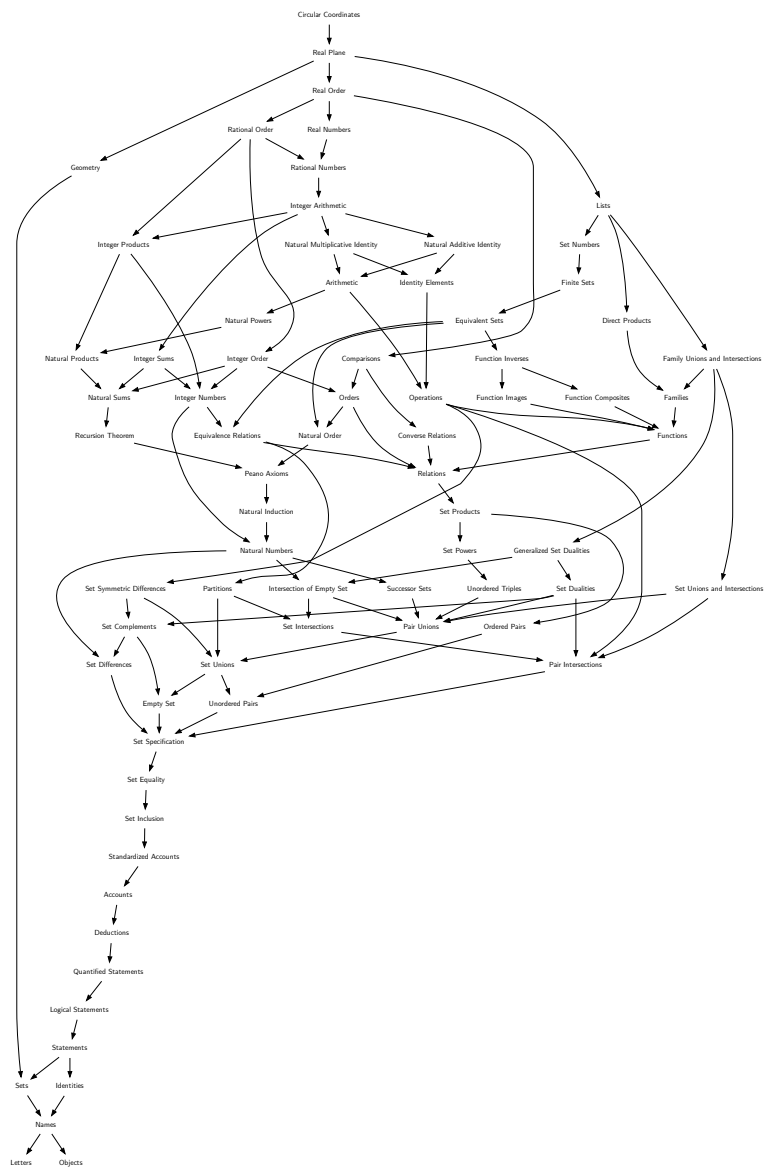 Circular Coordinates
Real Plane
Real Order
Rational Order Real Numbers
Geometry Rational Numbers
Integer Arithmetic Lists
Integer Products Natural Multiplicative Identity Natural Additive Identity Set Numbers
Arithmetic Identity Elements Finite Sets
Natural Powers Equivalent Sets Direct Products
Natural Products Integer Sums Integer Order Comparisons Function Inverses Family Unions and Intersections
Natural Sums Integer Numbers Orders Operations Function Images Function Composites Families
Recursion Theorem Equivalence Relations Natural Order Converse Relations Functions
Peano Axioms Relations
Natural Induction Set Products
Natural Numbers Set Powers Generalized Set Dualities
Set Symmetric Differences Partitions Intersection of Empty Set Successor Sets Unordered Triples Set Dualities Set Unions and Intersections
Set Complements Set Intersections Pair Unions Ordered Pairs
Set Differences Set Unions Pair Intersections
Empty Set Unordered Pairs
Set Specification
Set Equality
Set Inclusion
Standardized Accounts
Accounts
Deductions
Quantified Statements
Logical Statements
Statements
Sets Identities
Names
Letters Objects